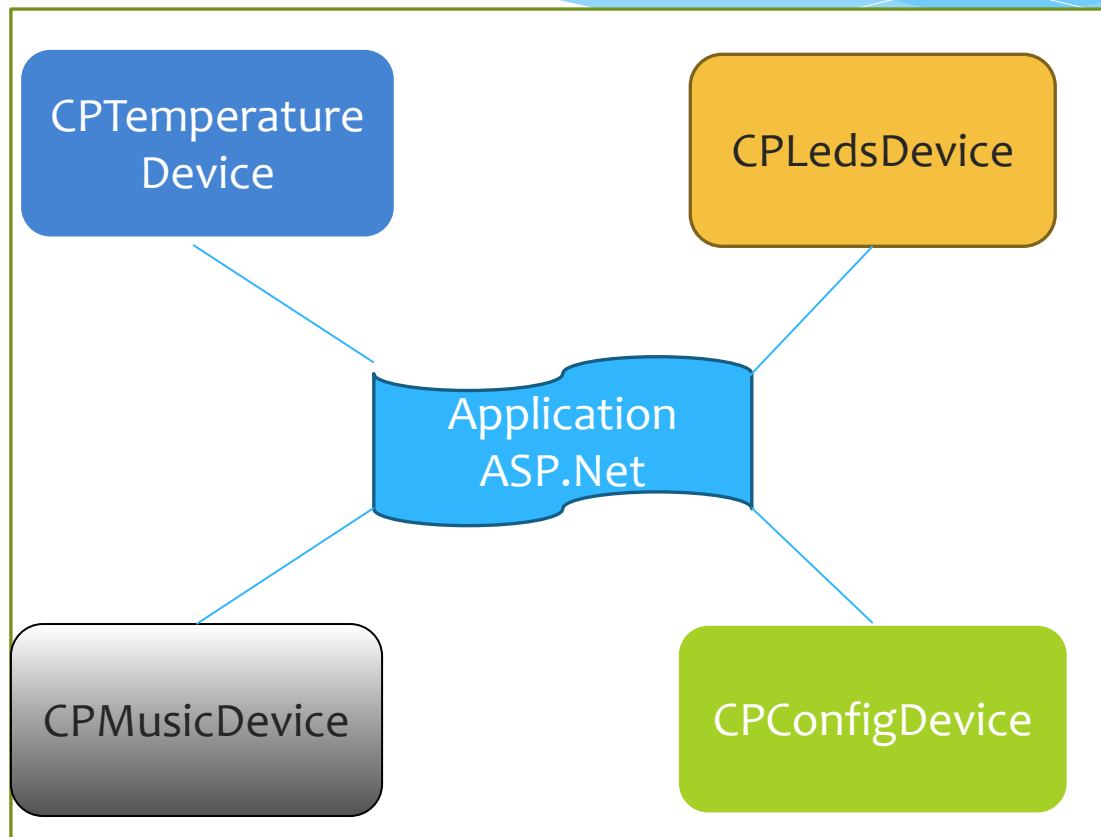 CPTemperature
Device
CPLedsDevice
Application
ASP.Net
CPMusicDevice
CPConfigDevice